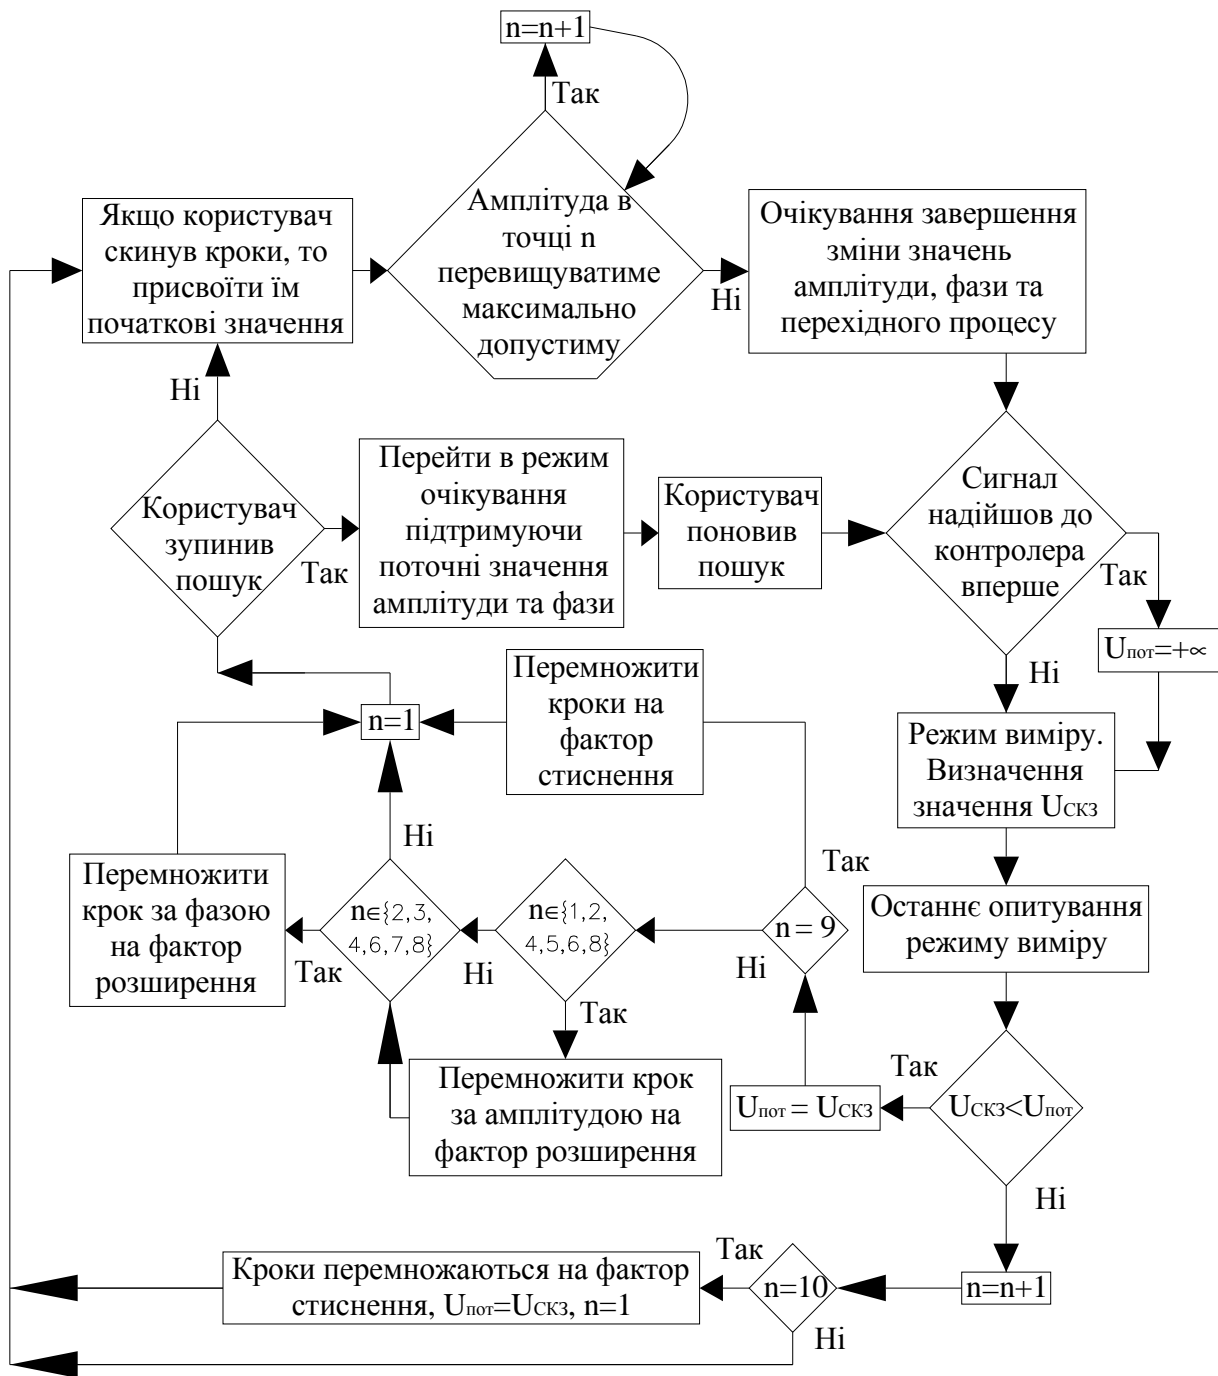 n=n+1
Так
Якщо користувач
скинув кроки, то
присвоїти їм
початкові значення
Амплітуда в
точці n
перевищуватиме
максимально
допустиму
Ні
Очікування завершення
зміни значень
амплітуди, фази та
перехідного процесу
Ні
Користувач
зупинив
пошук
Так
Перейти в режим
очікування
підтримуючи
поточні значення
амплітуди та фази
Користувач
поновив
пошук
Сигнал
надійшов до
контролера
вперше
Так
Uпот=+∝
Ні
Перемножити
кроки на
фактор
стиснення
n=1
Режим виміру.
Визначення
значення UСКЗ
Ні
Так
Перемножити
крок за фазою
на фактор
розширення
n∈{2,3,
4,6,7,8}
n∈{1,2,
4,5,6,8}
n = 9
Останнє опитування
режиму виміру
Так
Ні
Ні
Так
Так
Перемножити крок
за амплітудою на
фактор розширення
Uпот = UСКЗ
UСКЗ<Uпот
Ні
Так
Кроки перемножаються на фактор
стиснення, Uпот=UСКЗ, n=1
n=10
n=n+1
Ні